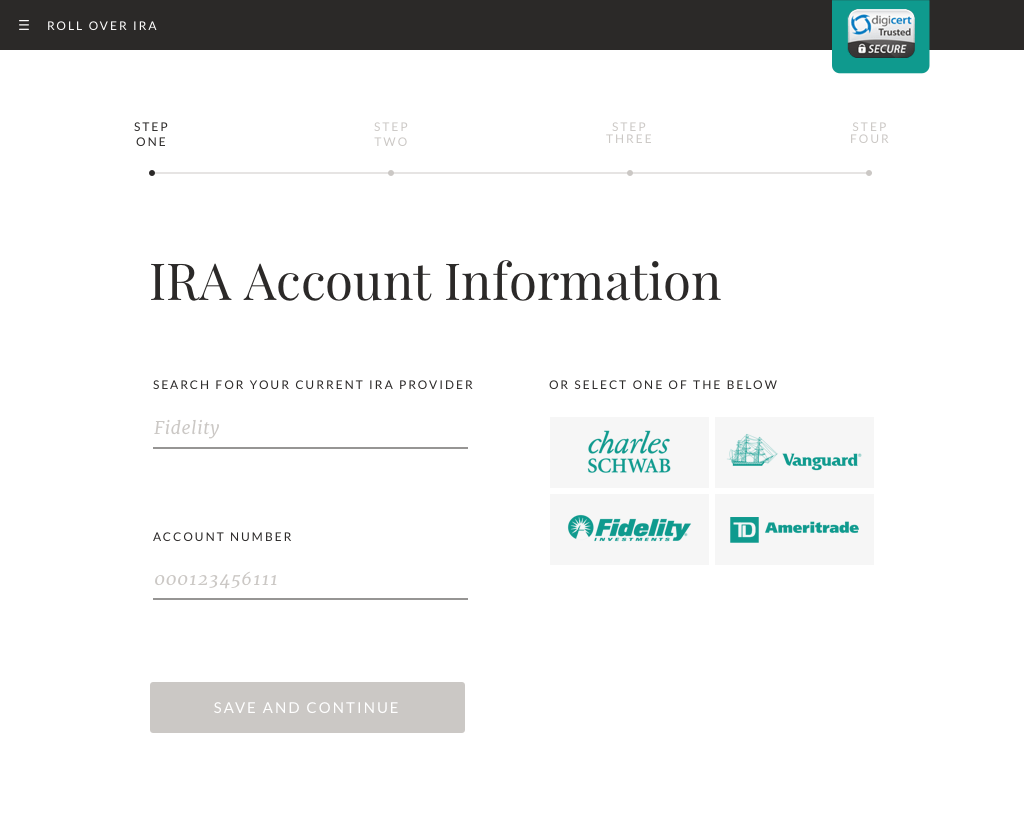 ☰ ROLL OVER IRA
digicert
Trusted
SECURE
STEP
ONE
STEP
TWO
STEP
THREE
STEP
FOUR
IRA Account Information
SEARCH FOR YOUR CURRENT IRA PROVIDER
Fidelity
ACCOUNT NUMBER
000123456111
SAVE AND CONTINUE
OR SELECT ONE OF THE BELOW
charles
SCHWAB
Vanguard®
Fidelity
INVESTMENTS
TD Ameritrade